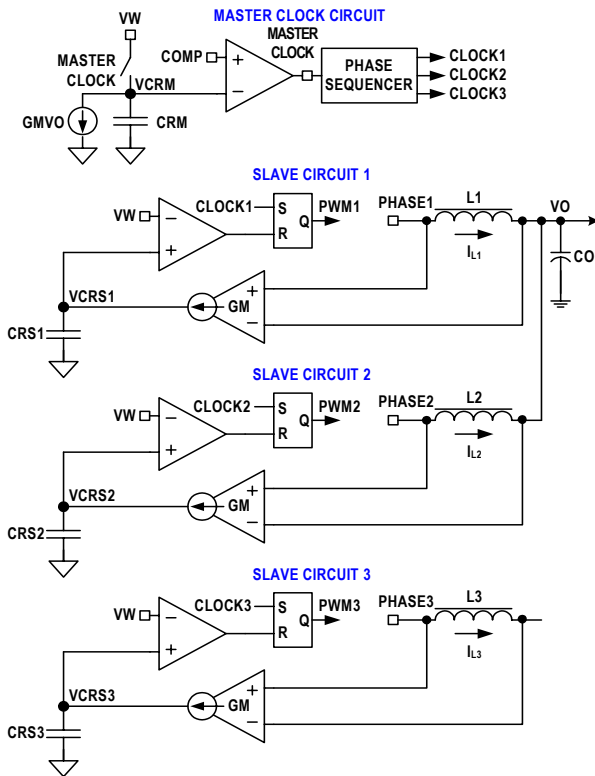 MASTER CLOCK CIRCUIT
VW
MASTER
CLOCK
VCRM
GMVO
CRM
COMP
+
−
MASTER
CLOCK
PHASE
SEQUENCER
CLOCK1
CLOCK2
CLOCK3
SLAVE CIRCUIT 1
VW
−
+
CLOCK1
S
R
Q
PWM1
PHASE1
L1
IL1
VO
CO
VCRS1
GM
+
−
CRS1
SLAVE CIRCUIT 2
VW
−
+
CLOCK2
S
R
Q
PWM2
PHASE2
L2
IL2
VCRS2
GM
+
−
CRS2
SLAVE CIRCUIT 3
VW
−
+
CLOCK3
S
R
Q
PWM3
PHASE3
L3
IL3
VCRS3
GM
+
−
CRS3